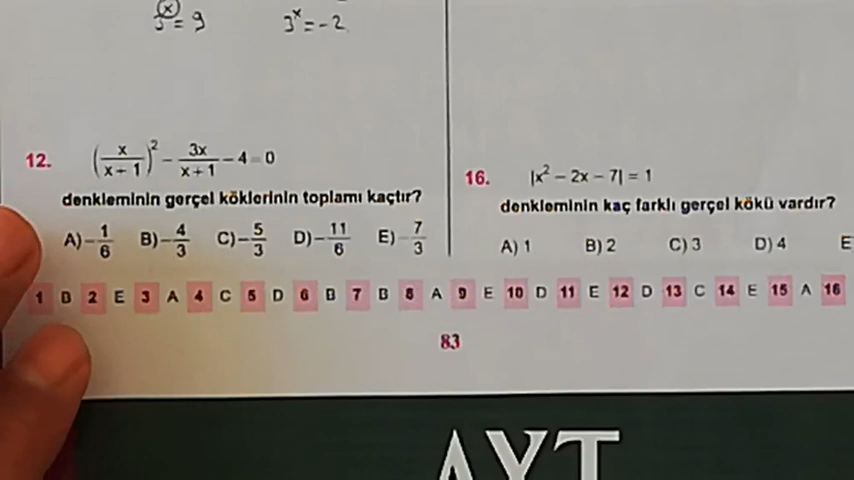 3^x = 9
3^x = -2
12. (x/(x+1))^2 - 3x/(x+1) - 4 = 0
denkleminin gerçel köklerinin toplamı kaçtır?
A) -1/6 B) -4/3 C) -5/3 D) -11/6 E) -7/3
16. |x^2 - 2x - 7| = 1
denkleminin kaç farklı gerçel kökü vardır?
A) 1 B) 2 C) 3 D) 4 E
1 B 2 E 3 A 4 C 5 D 6 B 7 B 8 A 9 E 10 D 11 E 12 D 13 C 14 E 15 A 16
83
AYT